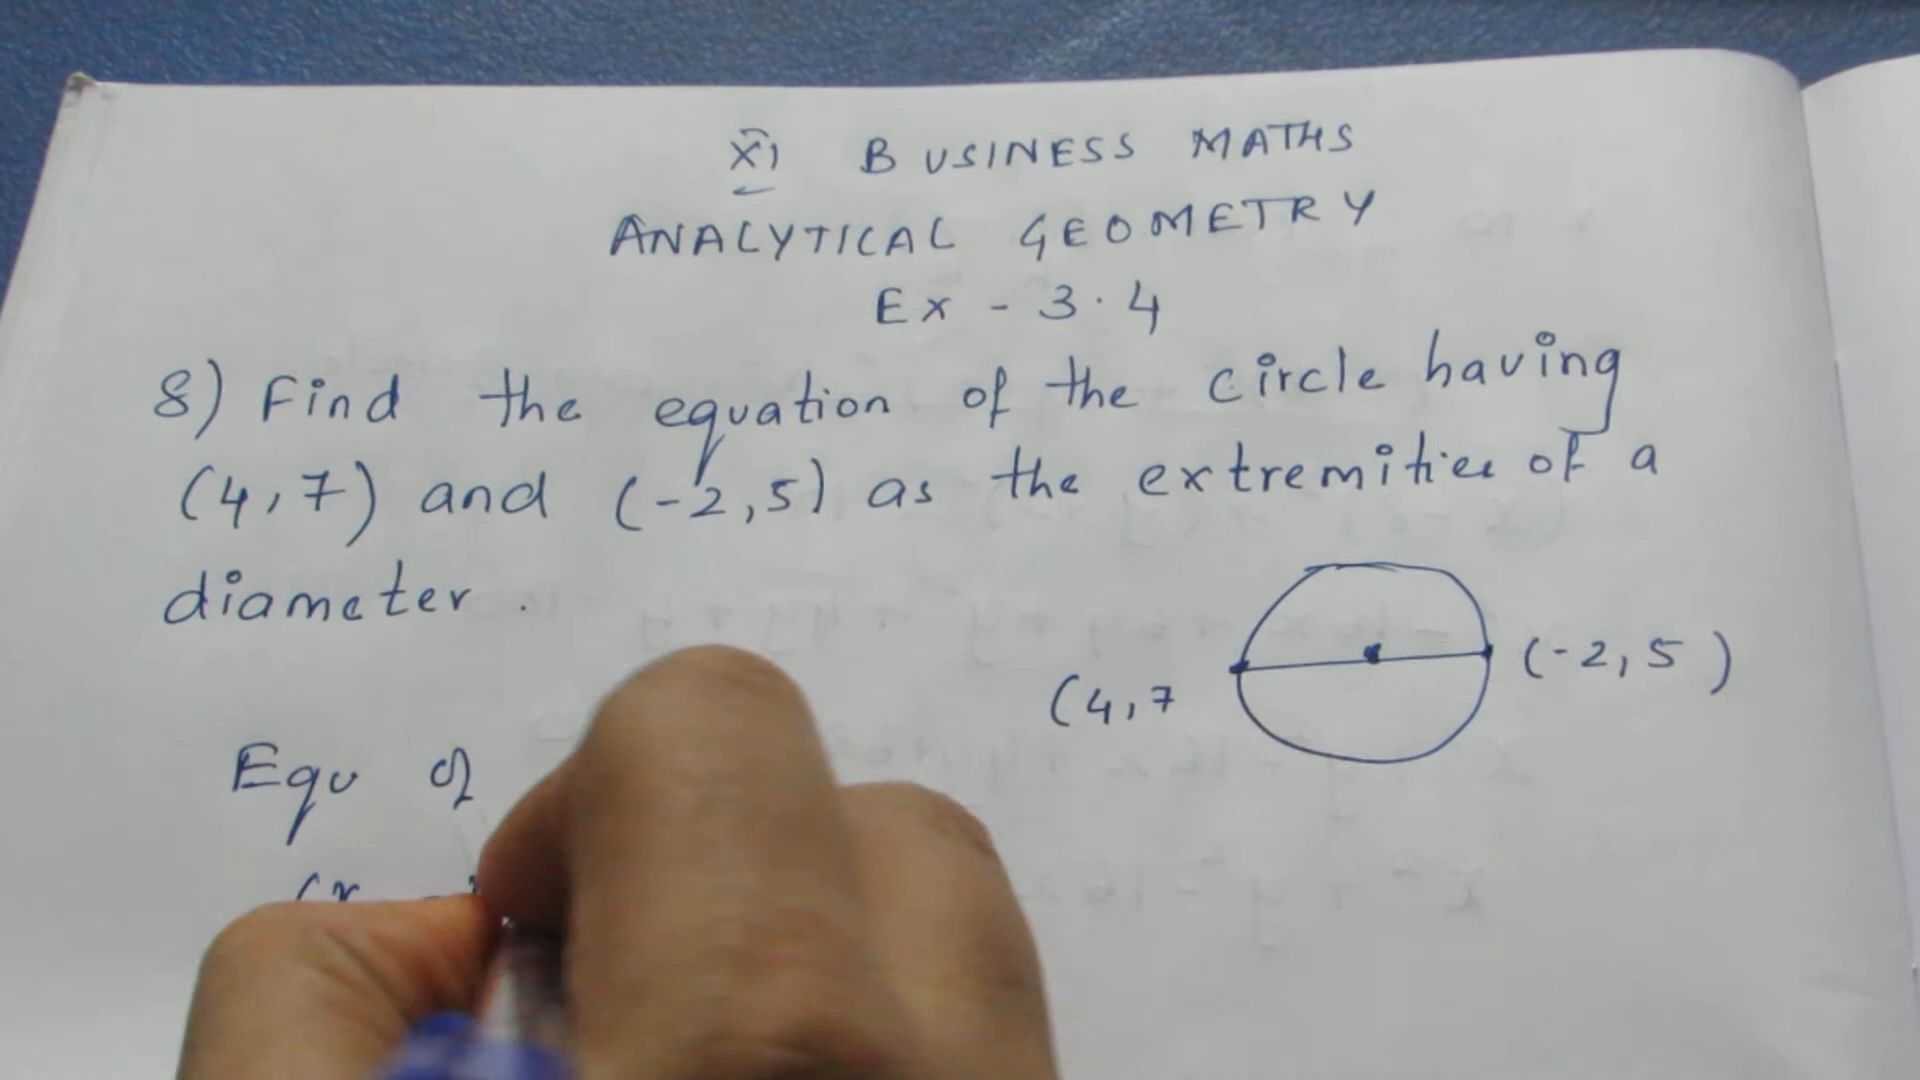 XI BUSINESS MATHS
ANALYTICAL GEOMETRY
Ex - 3.4
8) Find the equation of the circle having
(4,7) and (-2,5) as the extremities of a
diameter.
(-2,5)
(4,7
Equ of
(x -